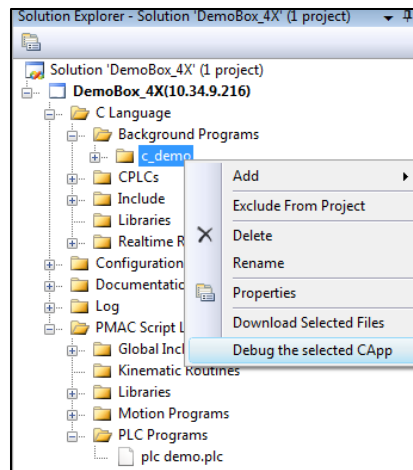 Solution Explorer - Solution 'DemoBox_4X' (1 project)
Solution 'DemoBox_4X' (1 project)
DemoBox_4X(10.34.9.216)
C Language
Background Programs
c_demo
CPLCs
Include
Libraries
Realtime R
Configuration
Documentatio
Log
PMAC Script L
Global Incl
Kinematic Routines
Libraries
Motion Programs
PLC Programs
plc demo.plc
Add
Exclude From Project
Delete
Rename
Properties
Download Selected Files
Debug the selected CApp